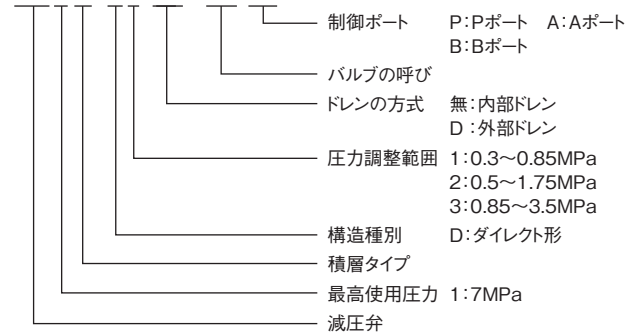 制御ポート P:Pポート A:Aポート
B:Bポート
バルブの呼び
ドレンの方式 無:内部ドレン
D:外部ドレン
圧力調整範囲 1:0.3～0.85MPa
2:0.5～1.75MPa
3:0.85～3.5MPa
構造種別 D:ダイレクト形
積層タイプ
最高使用圧力 1:7MPa
減圧弁